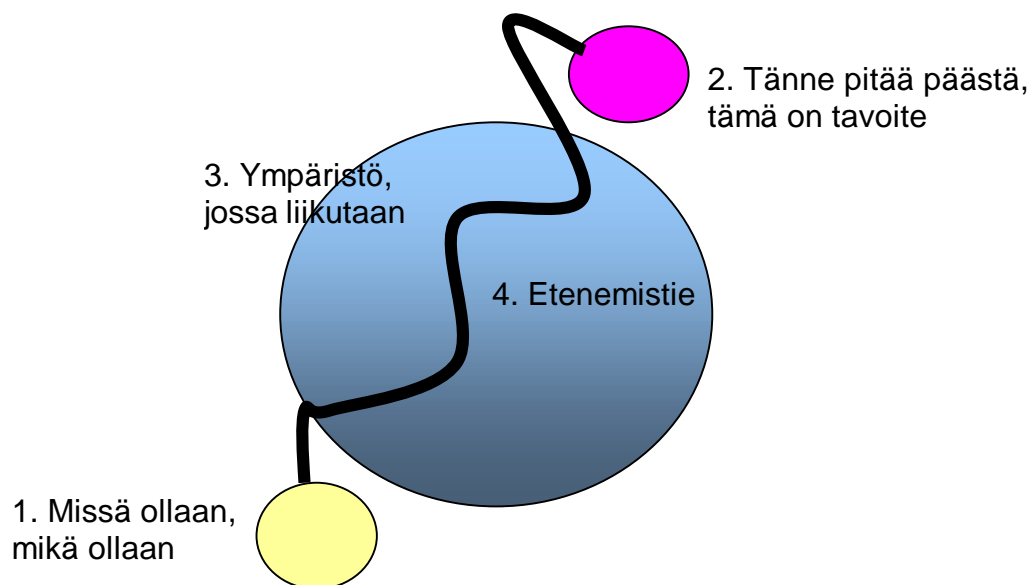 2. Tänne pitää päästä,
tämä on tavoite
3. Ympäristö,
jossa liikutaan
4. Etenemistie
1. Missä ollaan,
mikä ollaan